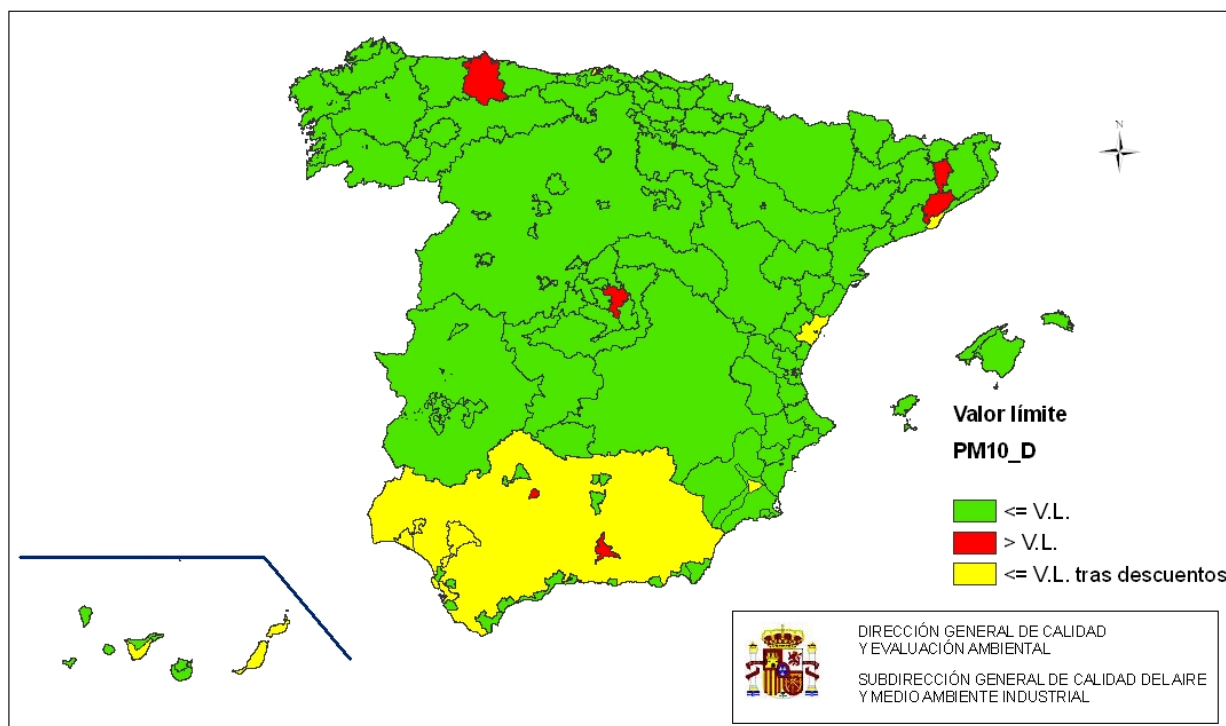 N
Valor límite
PM10_D
<= V.L.
> V.L.
<= V.L. tras descuentos
DIRECCIÓN GENERAL DE CALIDAD
Y EVALUACIÓN AMBIENTAL
SUBDIRECCIÓN GENERAL DE CALIDAD DEL AIRE
Y MEDIO AMBIENTE INDUSTRIAL